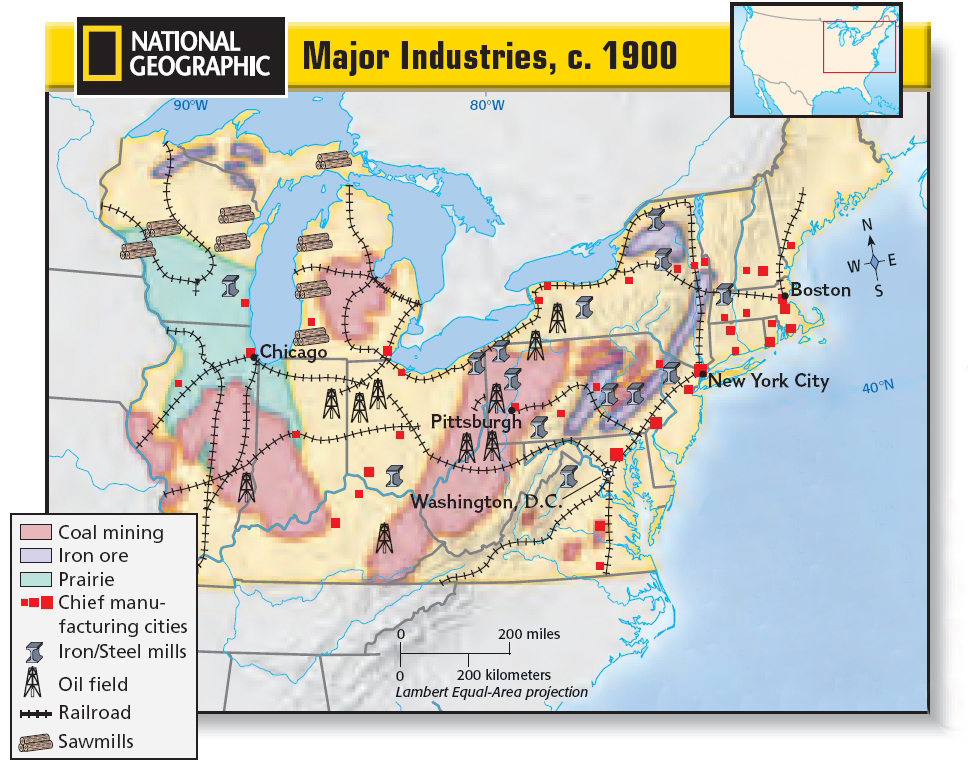 NATIONAL
GEOGRAPHIC
Major Industries, c. 1900
90°W
80°W
N
W
E
S
Boston
Chicago
New York City
40°N
Pittsburgh
Washington, D.C.
Coal mining
Iron ore
Prairie
Chief manu-
facturing cities
Iron/Steel mills
Oil field
Railroad
Sawmills
0
200 miles
0
200 kilometers
Lambert Equal-Area projection